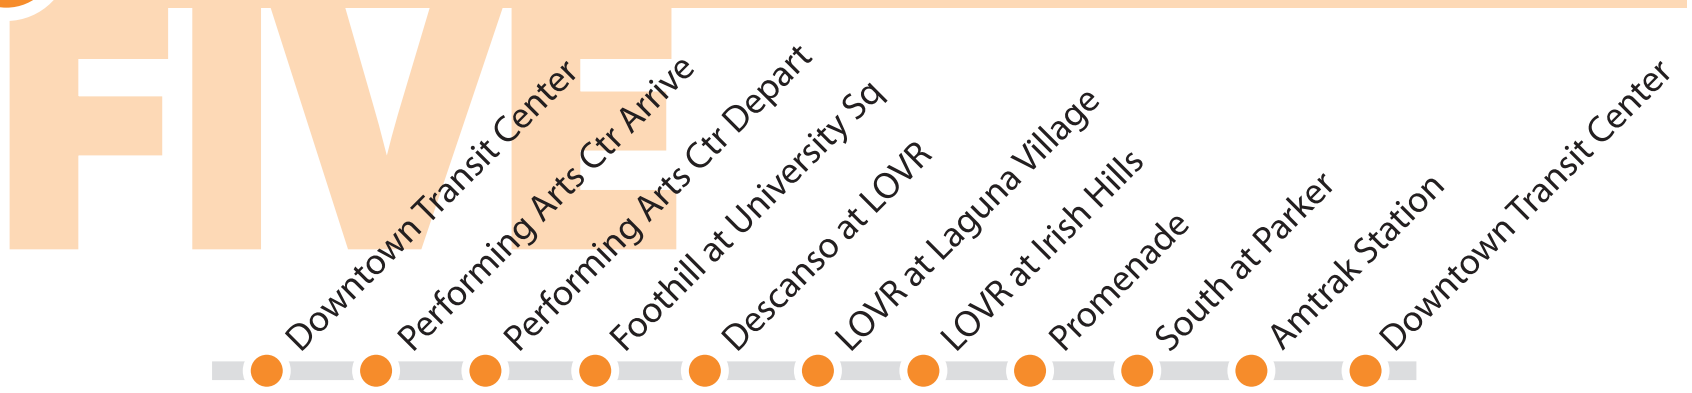 FIVE
Downtown Transit Center
Performing Arts Ctr Arrive
Performing Arts Ctr Depart
Foothill at University Sq
Descanso at LOVR
LOVR at Laguna Village
LOVR at Irish Hills
Promenade
South at Parker
Amtrak Station
Downtown Transit Center